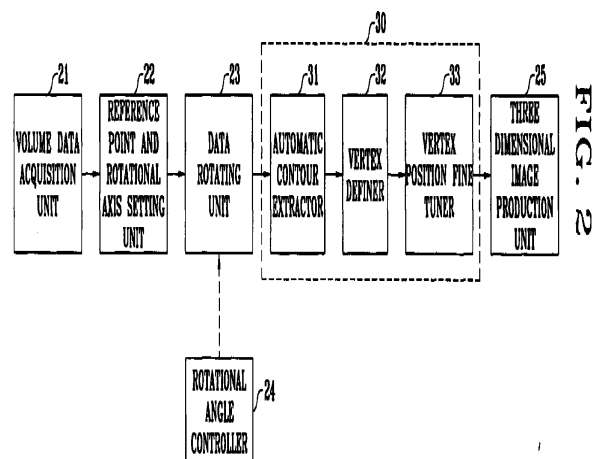 30
21
22
23
31
32
33
25
VOLUME DATA
ACQUISITION
UNIT
REFERENCE
POINT AND
ROTATIONAL
AXIS SETTING
UNIT
DATA
ROTATING
UNIT
AUTOMATIC
CONTOUR
EXTRACTOR
VERTEX
DEFINER
VERTEX
POSITION FINE
TUNER
THREE
DIMENSIONAL
IMAGE
PRODUCTION
UNIT
FIG. 2
ROTATIONAL
ANGLE
CONTROLLER
24